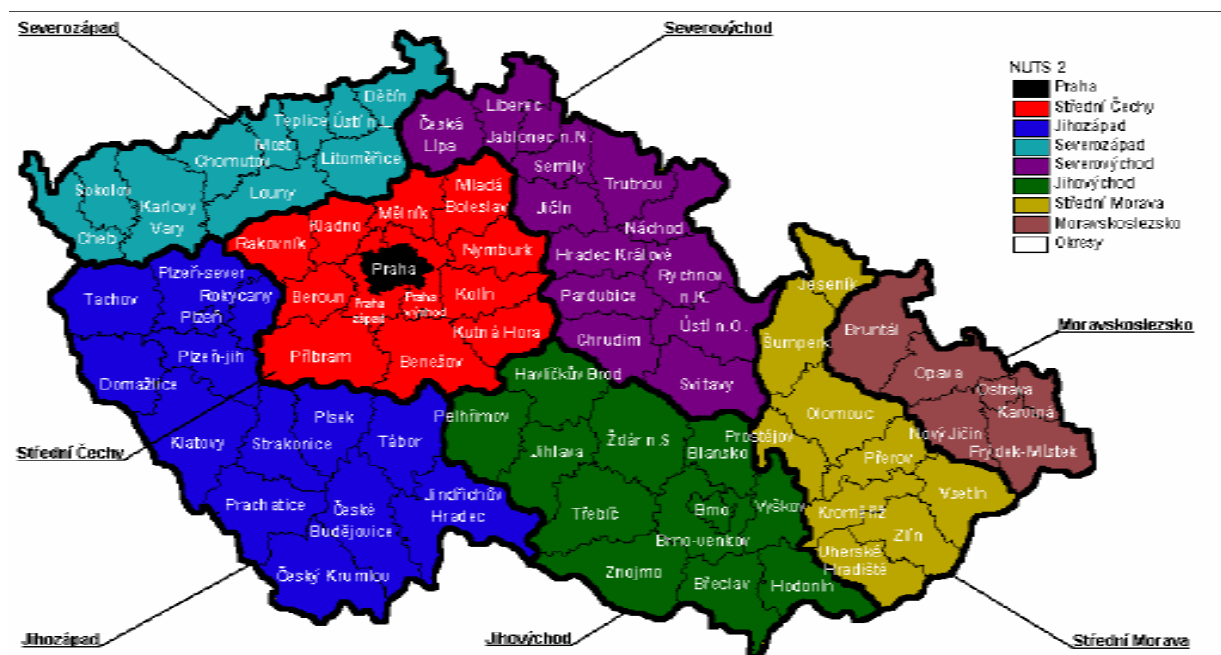 Severozápad
Severovýchod
NUTS 2
Praha
Střední Čechy
Jihozápad
Severozápad
Severovýchod
Jihovýchod
Střední Morava
Moravskoslezsko
Okresy
Děčín
Teplice
Ústí n.L.
Most
Chomutov
Litoměřice
Louny
Sokolov
Karlovy
Vary
Cheb
Liberec
Česká
Lípa
Jablonec n.N.
Semily
Trutnov
Jičín
Náchod
Hradec Králové
Rychnov
n.K.
Pardubice
Ústí n.O.
Chrudim
Svitavy
Mladá
Boleslav
Mělník
Kladno
Rakovník
Nymburk
Praha
Beroun
Praha
západ
Praha
východ
Kolín
Kutná Hora
Příbram
Benešov
Plzeň-sever
Tachov
Rokycany
Plzeň
Plzeň-jih
Domažlice
Klatovy
Písek
Strakonice
Tábor
Prachatice
České
Budějovice
Jindřichův
Hradec
Český Krumlov
Havlíčkův Brod
Pelhřimov
Jihlava
Žďár n.S
Blansko
Třebíč
Brno
Vyškov
Brno-venkov
Znojmo
Břeclav
Hodonín
Jeseník
Šumperk
Olomouc
Prostějov
Přerov
Kroměříž
Vsetín
Zlín
Uherské
Hradiště
Bruntál
Opava
Ostrava
Karviná
Nový Jičín
Frýdek-Místek
Moravskoslezsko
Střední Čechy
Jihozápad
Jihovýchod
Střední Morava